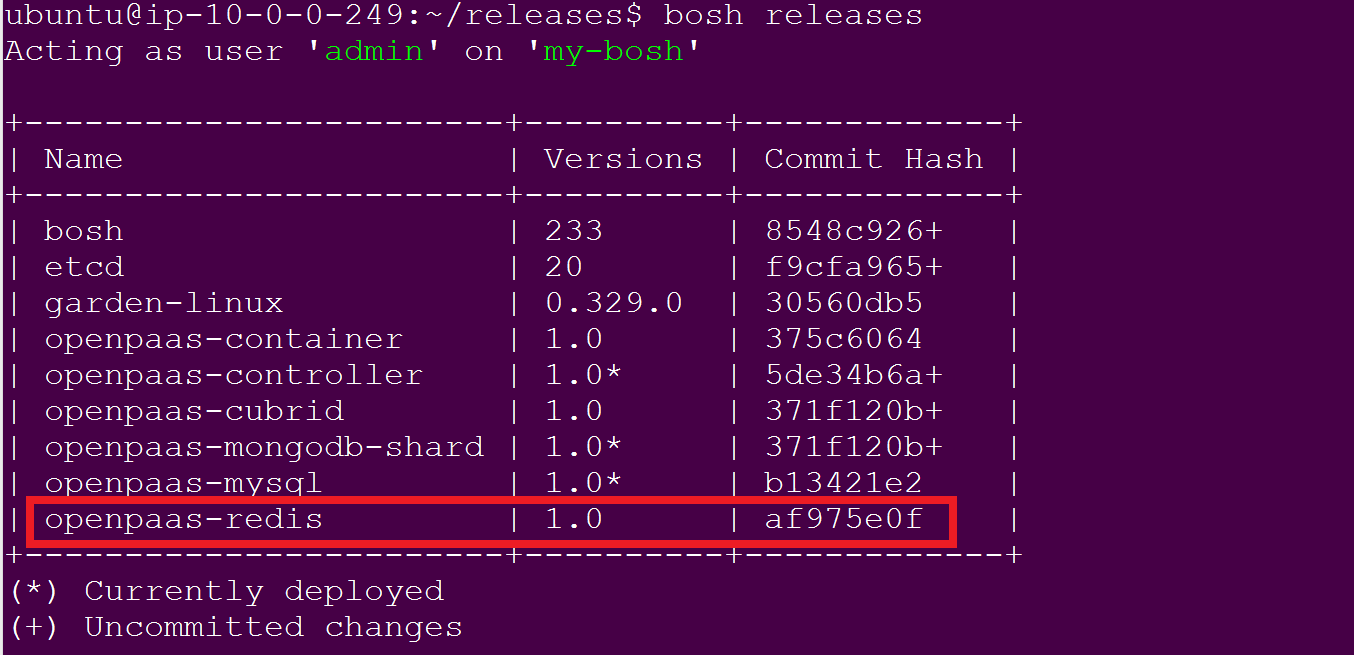 ubuntu@ip-10-0-0-249:~/releases$ bosh releases
Acting as user 'admin' on 'my-bosh'
+------------------------+----------+-------------+
| Name                   | Versions | Commit Hash |
+------------------------+----------+-------------+
| bosh                   | 233      | 8548c926+   |
| etcd                   | 20       | f9cfa965+   |
| garden-linux           | 0.329.0  | 30560db5    |
| openpaas-container     | 1.0      | 375c6064    |
| openpaas-controller    | 1.0*     | 5de34b6a+   |
| openpaas-cubrid        | 1.0      | 371f120b+   |
| openpaas-mongodb-shard | 1.0*     | 371f120b+   |
| openpaas-mysql         | 1.0*     | b13421e2    |
| openpaas-redis         | 1.0      | af975e0f    |
+------------------------+----------+-------------+
(*) Currently deployed
(+) Uncommitted changes